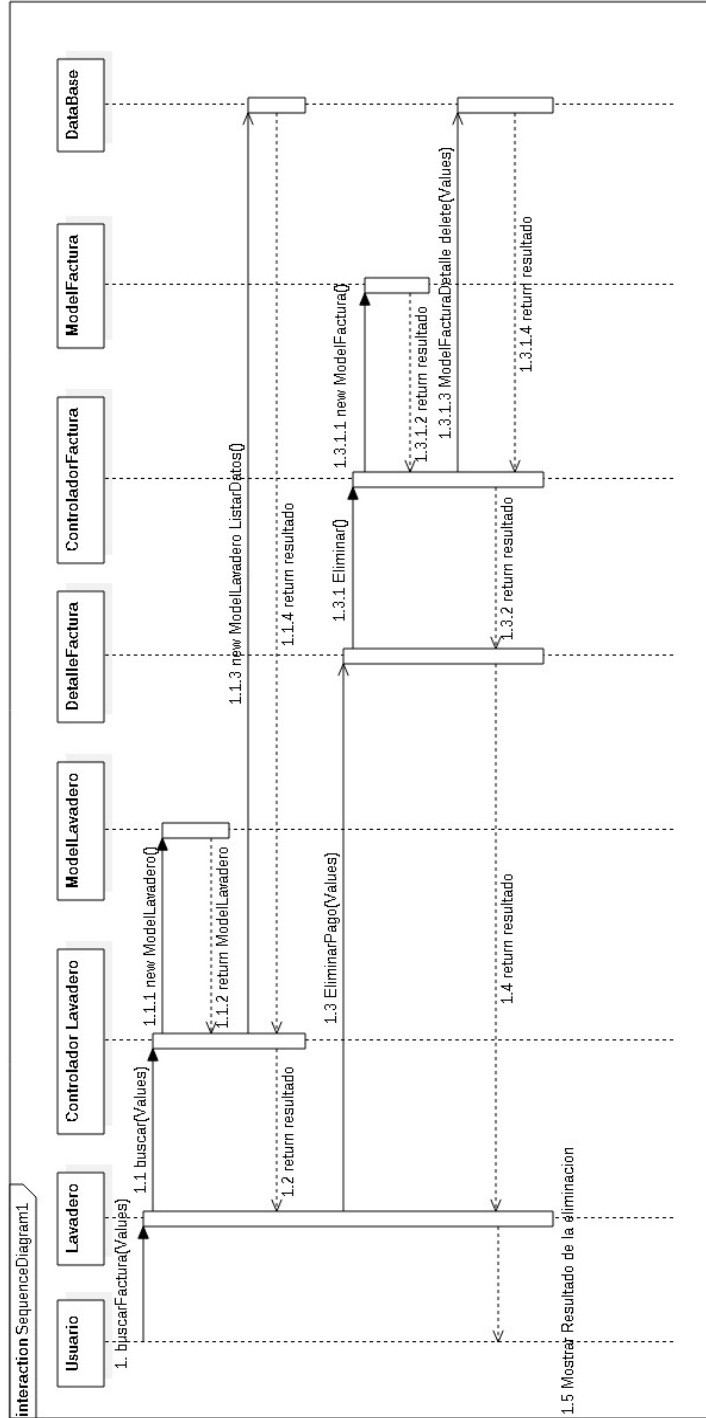 interaction SequenceDiagram1
Usuario
Lavadero
Controlador Lavadero
ModelLavadero
DetalleFactura
ControladorFactura
ModelFactura
DataBase
1. buscarFactura(Values)
1.1 buscar(Values)
1.1.1 new ModelLavadero()
1.1.2 return ModelLavadero
1.1.3 new ModelLavadero ListarDatos()
1.1.4 return resultado
1.2 return resultado
1.3 EliminarPago(Values)
1.3.1 Eliminar()
1.3.1.1 new ModelFactura()
1.3.1.2 return resultado
1.3.1.3 ModelFacturaDetalle delete(Values)
1.3.1.4 return resultado
1.3.2 return resultado
1.4 return resultado
1.5 Mostrar Resultado de la eliminacion